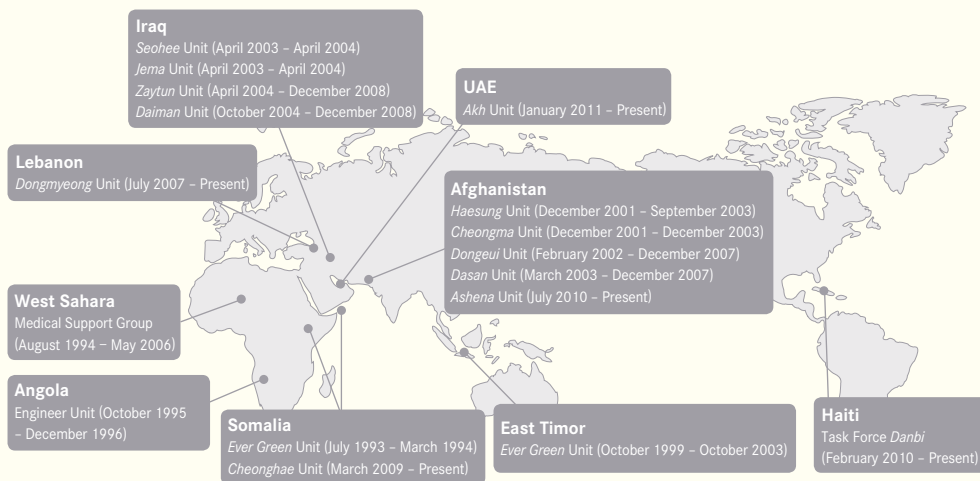 Iraq
Seohee Unit (April 2003 – April 2004)
Jema Unit (April 2003 – April 2004)
Zaytun Unit (April 2004 – December 2008)
Daiman Unit (October 2004 – December 2008)
UAE
Akh Unit (January 2011 – Present)
Lebanon
Dongmyeong Unit (July 2007 – Present)
Afghanistan
Haesung Unit (December 2001 – September 2003)
Cheongma Unit (December 2001 – December 2003)
Dongeui Unit (February 2002 – December 2007)
Dasan Unit (March 2003 – December 2007)
Ashena Unit (July 2010 – Present)
West Sahara
Medical Support Group
(August 1994 – May 2006)
Angola
Engineer Unit (October 1995
– December 1996)
Somalia
Ever Green Unit (July 1993 – March 1994)
Cheonghae Unit (March 2009 – Present)
East Timor
Ever Green Unit (October 1999 – October 2003)
Haiti
Task Force Danbi
(February 2010 – Present)